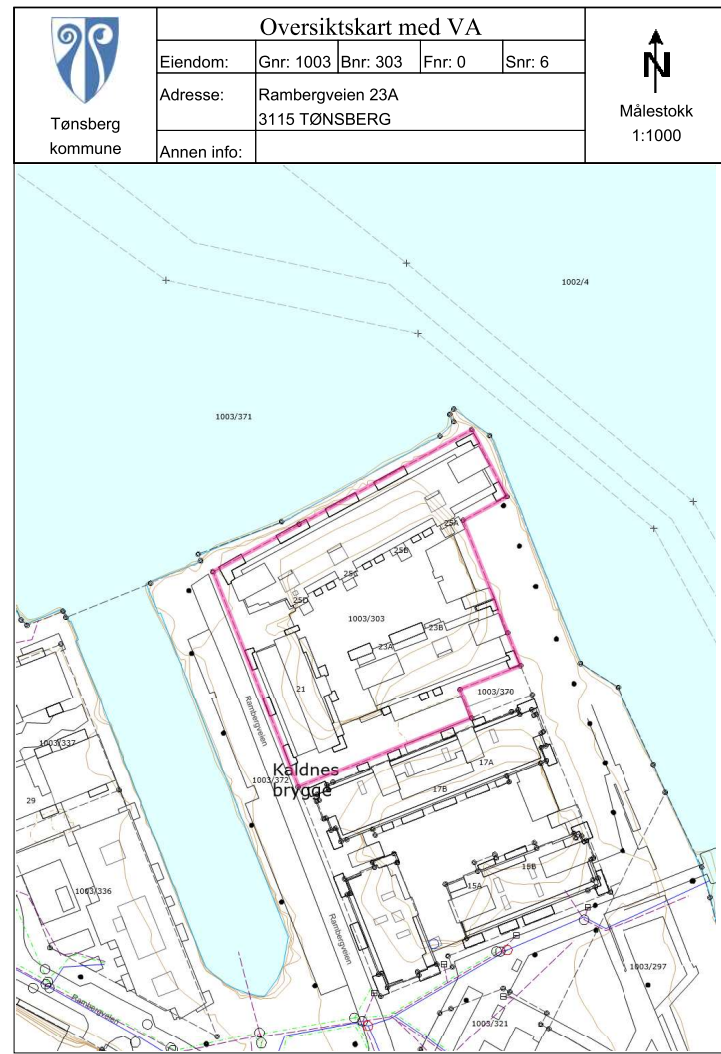 Oversiktskart med VA
Eiendom: Gnr: 1003 Bnr: 303 Fnr: 0 Snr: 6
Adresse: Rambergveien 23A
3115 TØNSBERG
Annen info:
Tønsberg
kommune
N
Målestokk
1:1000
1002/4
1003/371
25A
25B
25C
25D
1003/303
23B
23A
21
1003/370
Rambergveien
1003/337
17A
1003/372
Kaldnes
brygge
17B
29
15B
15A
1003/336
Rambergveien
1003/297
Rambergveien
1003/321